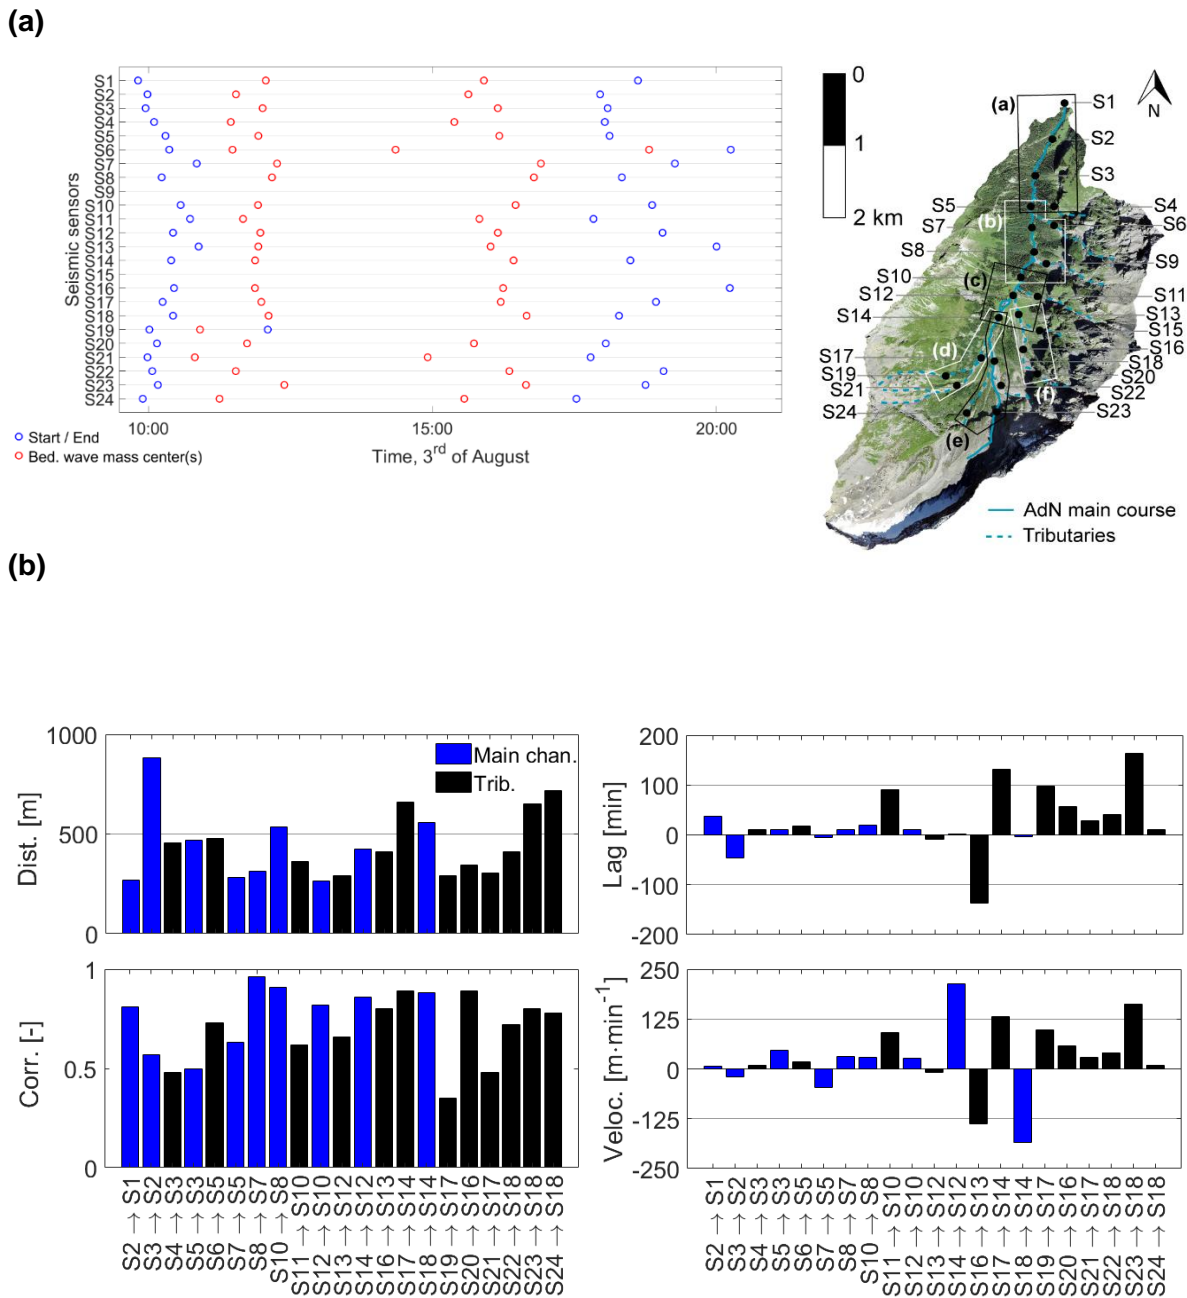 (a)
S1
S2
S3
S4
S5
S6
S7
S8
S9
S10
S11
S12
S13
S14
S15
S16
S17
S18
S19
S20
S21
S22
S23
S24
Seismic sensors
10:00
15:00
20:00
Time, 3rd of August
Start / End
Bed. wave mass center(s)
0
1
2 km
N
(a)
(b)
(c)
(d)
(e)
(f)
S1
S2
S3
S5
S4
S7
S6
S8
S9
S10
S11
S12
S13
S14
S15
S16
S17
S18
S19
S20
S21
S22
S24
S23
AdN main course
Tributaries
(b)
1000
500
0
Dist. [m]
Main chan.
Trib.
200
100
0
-100
-200
Lag [min]
1
0.5
0
Corr. [-]
250
125
0
-125
-250
Veloc. [m·min-1]
S2 → S1
S3 → S2
S4 → S3
S5 → S3
S6 → S5
S7 → S5
S8 → S7
S10 → S8
S11 → S10
S12 → S10
S13 → S12
S14 → S12
S16 → S13
S17 → S14
S18 → S14
S19 → S17
S20 → S16
S21 → S17
S22 → S18
S23 → S18
S24 → S18
S2 → S1
S3 → S2
S4 → S3
S5 → S3
S6 → S5
S7 → S5
S8 → S7
S10 → S8
S11 → S10
S12 → S10
S13 → S12
S14 → S12
S16 → S13
S17 → S14
S18 → S14
S19 → S17
S20 → S16
S21 → S17
S22 → S18
S23 → S18
S24 → S18